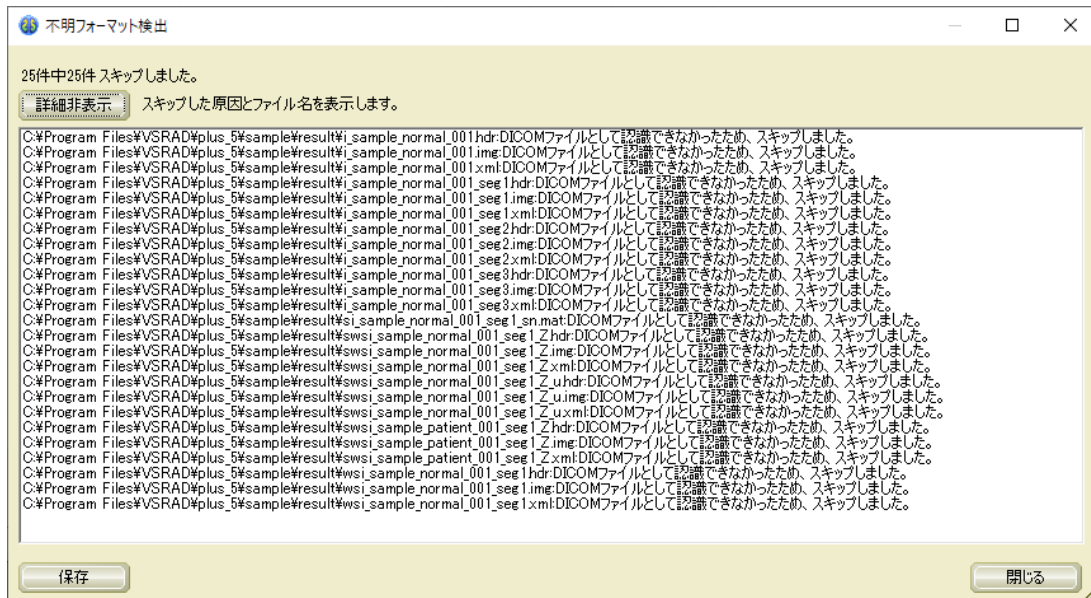 不明フォーマット検出
25件中25件 スキップしました。
詳細非表示 スキップした原因とファイル名を表示します。
C:¥Program Files¥VSRAD¥plus_5¥sample¥result¥i_sample_normal_001.hdr:DICOMファイルとして認識できなかったため、スキップしました。
C:¥Program Files¥VSRAD¥plus_5¥sample¥result¥i_sample_normal_001.img:DICOMファイルとして認識できなかったため、スキップしました。
C:¥Program Files¥VSRAD¥plus_5¥sample¥result¥i_sample_normal_001.xml:DICOMファイルとして認識できなかったため、スキップしました。
C:¥Program Files¥VSRAD¥plus_5¥sample¥result¥i_sample_normal_001_seg1.hdr:DICOMファイルとして認識できなかったため、スキップしました。
C:¥Program Files¥VSRAD¥plus_5¥sample¥result¥i_sample_normal_001_seg1.img:DICOMファイルとして認識できなかったため、スキップしました。
C:¥Program Files¥VSRAD¥plus_5¥sample¥result¥i_sample_normal_001_seg1.xml:DICOMファイルとして認識できなかったため、スキップしました。
C:¥Program Files¥VSRAD¥plus_5¥sample¥result¥i_sample_normal_001_seg2.hdr:DICOMファイルとして認識できなかったため、スキップしました。
C:¥Program Files¥VSRAD¥plus_5¥sample¥result¥i_sample_normal_001_seg2.img:DICOMファイルとして認識できなかったため、スキップしました。
C:¥Program Files¥VSRAD¥plus_5¥sample¥result¥i_sample_normal_001_seg2.xml:DICOMファイルとして認識できなかったため、スキップしました。
C:¥Program Files¥VSRAD¥plus_5¥sample¥result¥i_sample_normal_001_seg3.hdr:DICOMファイルとして認識できなかったため、スキップしました。
C:¥Program Files¥VSRAD¥plus_5¥sample¥result¥i_sample_normal_001_seg3.img:DICOMファイルとして認識できなかったため、スキップしました。
C:¥Program Files¥VSRAD¥plus_5¥sample¥result¥i_sample_normal_001_seg3.xml:DICOMファイルとして認識できなかったため、スキップしました。
C:¥Program Files¥VSRAD¥plus_5¥sample¥result¥si_sample_normal_001_seg1_sn.mat:DICOMファイルとして認識できなかったため、スキップしました。
C:¥Program Files¥VSRAD¥plus_5¥sample¥result¥swsi_sample_normal_001_seg1_Z.hdr:DICOMファイルとして認識できなかったため、スキップしました。
C:¥Program Files¥VSRAD¥plus_5¥sample¥result¥swsi_sample_normal_001_seg1_Z.img:DICOMファイルとして認識できなかったため、スキップしました。
C:¥Program Files¥VSRAD¥plus_5¥sample¥result¥swsi_sample_normal_001_seg1_Z.xml:DICOMファイルとして認識できなかったため、スキップしました。
C:¥Program Files¥VSRAD¥plus_5¥sample¥result¥swsi_sample_normal_001_seg1_Z_u.hdr:DICOMファイルとして認識できなかったため、スキップしました。
C:¥Program Files¥VSRAD¥plus_5¥sample¥result¥swsi_sample_normal_001_seg1_Z_u.img:DICOMファイルとして認識できなかったため、スキップしました。
C:¥Program Files¥VSRAD¥plus_5¥sample¥result¥swsi_sample_normal_001_seg1_Z_u.xml:DICOMファイルとして認識できなかったため、スキップしました。
C:¥Program Files¥VSRAD¥plus_5¥sample¥result¥swsi_sample_patient_001_seg1_Z.hdr:DICOMファイルとして認識できなかったため、スキップしました。
C:¥Program Files¥VSRAD¥plus_5¥sample¥result¥swsi_sample_patient_001_seg1_Z.img:DICOMファイルとして認識できなかったため、スキップしました。
C:¥Program Files¥VSRAD¥plus_5¥sample¥result¥swsi_sample_patient_001_seg1_Z.xml:DICOMファイルとして認識できなかったため、スキップしました。
C:¥Program Files¥VSRAD¥plus_5¥sample¥result¥wsi_sample_normal_001_seg1.hdr:DICOMファイルとして認識できなかったため、スキップしました。
C:¥Program Files¥VSRAD¥plus_5¥sample¥result¥wsi_sample_normal_001_seg1.img:DICOMファイルとして認識できなかったため、スキップしました。
C:¥Program Files¥VSRAD¥plus_5¥sample¥result¥wsi_sample_normal_001_seg1.xml:DICOMファイルとして認識できなかったため、スキップしました。
保存 閉じる